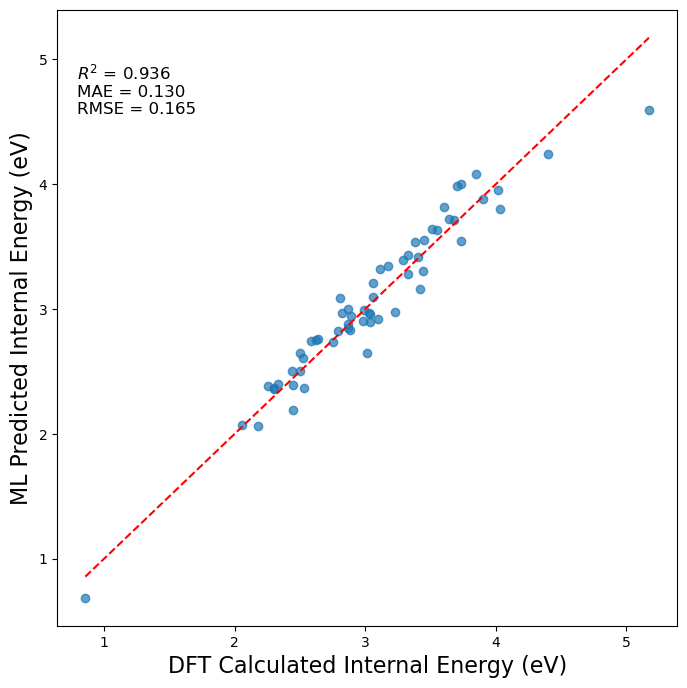 $R^2$ = 0.936
MAE = 0.130
RMSE = 0.165
ML Predicted Internal Energy (eV)
5
4
3
2
1
1 2 3 4 5
DFT Calculated Internal Energy (eV)